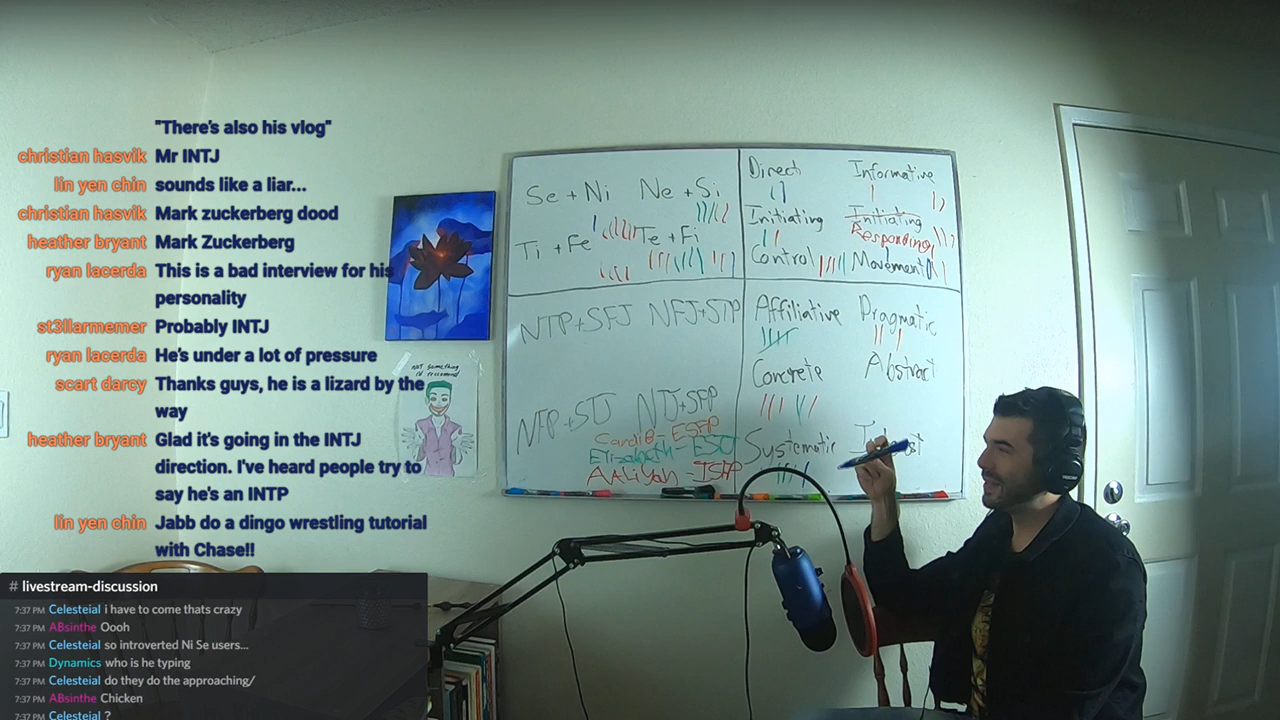 "There's also his vlog"
christian hasvik Mr INTJ
lin yen chin sounds like a liar...
christian hasvik Mark zuckerberg dood
heather bryant Mark Zuckerberg
ryan lacerda This is a bad interview for his
personality
st3llarmemer Probably INTJ
ryan lacerda He's under a lot of pressure
scart darcy Thanks guys, he is a lizard by the
way
heather bryant Glad it's going in the INTJ
direction. I've heard people try to
say he's an INTP
lin yen chin Jabb do a dingo wrestling tutorial
with Chase!!
# livestream-discussion
7:37 PM Celesteial i have to come thats crazy
7:37 PM ABsinthe Oooh
7:37 PM Celesteial so introverted Ni Se users...
7:37 PM Dynamics who is he typing
7:37 PM Celesteial do they do the approaching/
7:37 PM ABsinthe Chicken
7:37 PM Celesteial ?
NOT something
I'd recommend
Se + Ni Ne + Si
Ti + Fe Te + Fi
NTP + SFJ NFJ + STP
NFP + STJ NTJ + SFP
Cardi B - ESFP
Elizabeth - ESTJ
AALiyah - ISFP
Direct Informative
Initiating Initiating
Responding
Control Movement
Affiliative Pragmatic
Concrete Abstract
Systematic